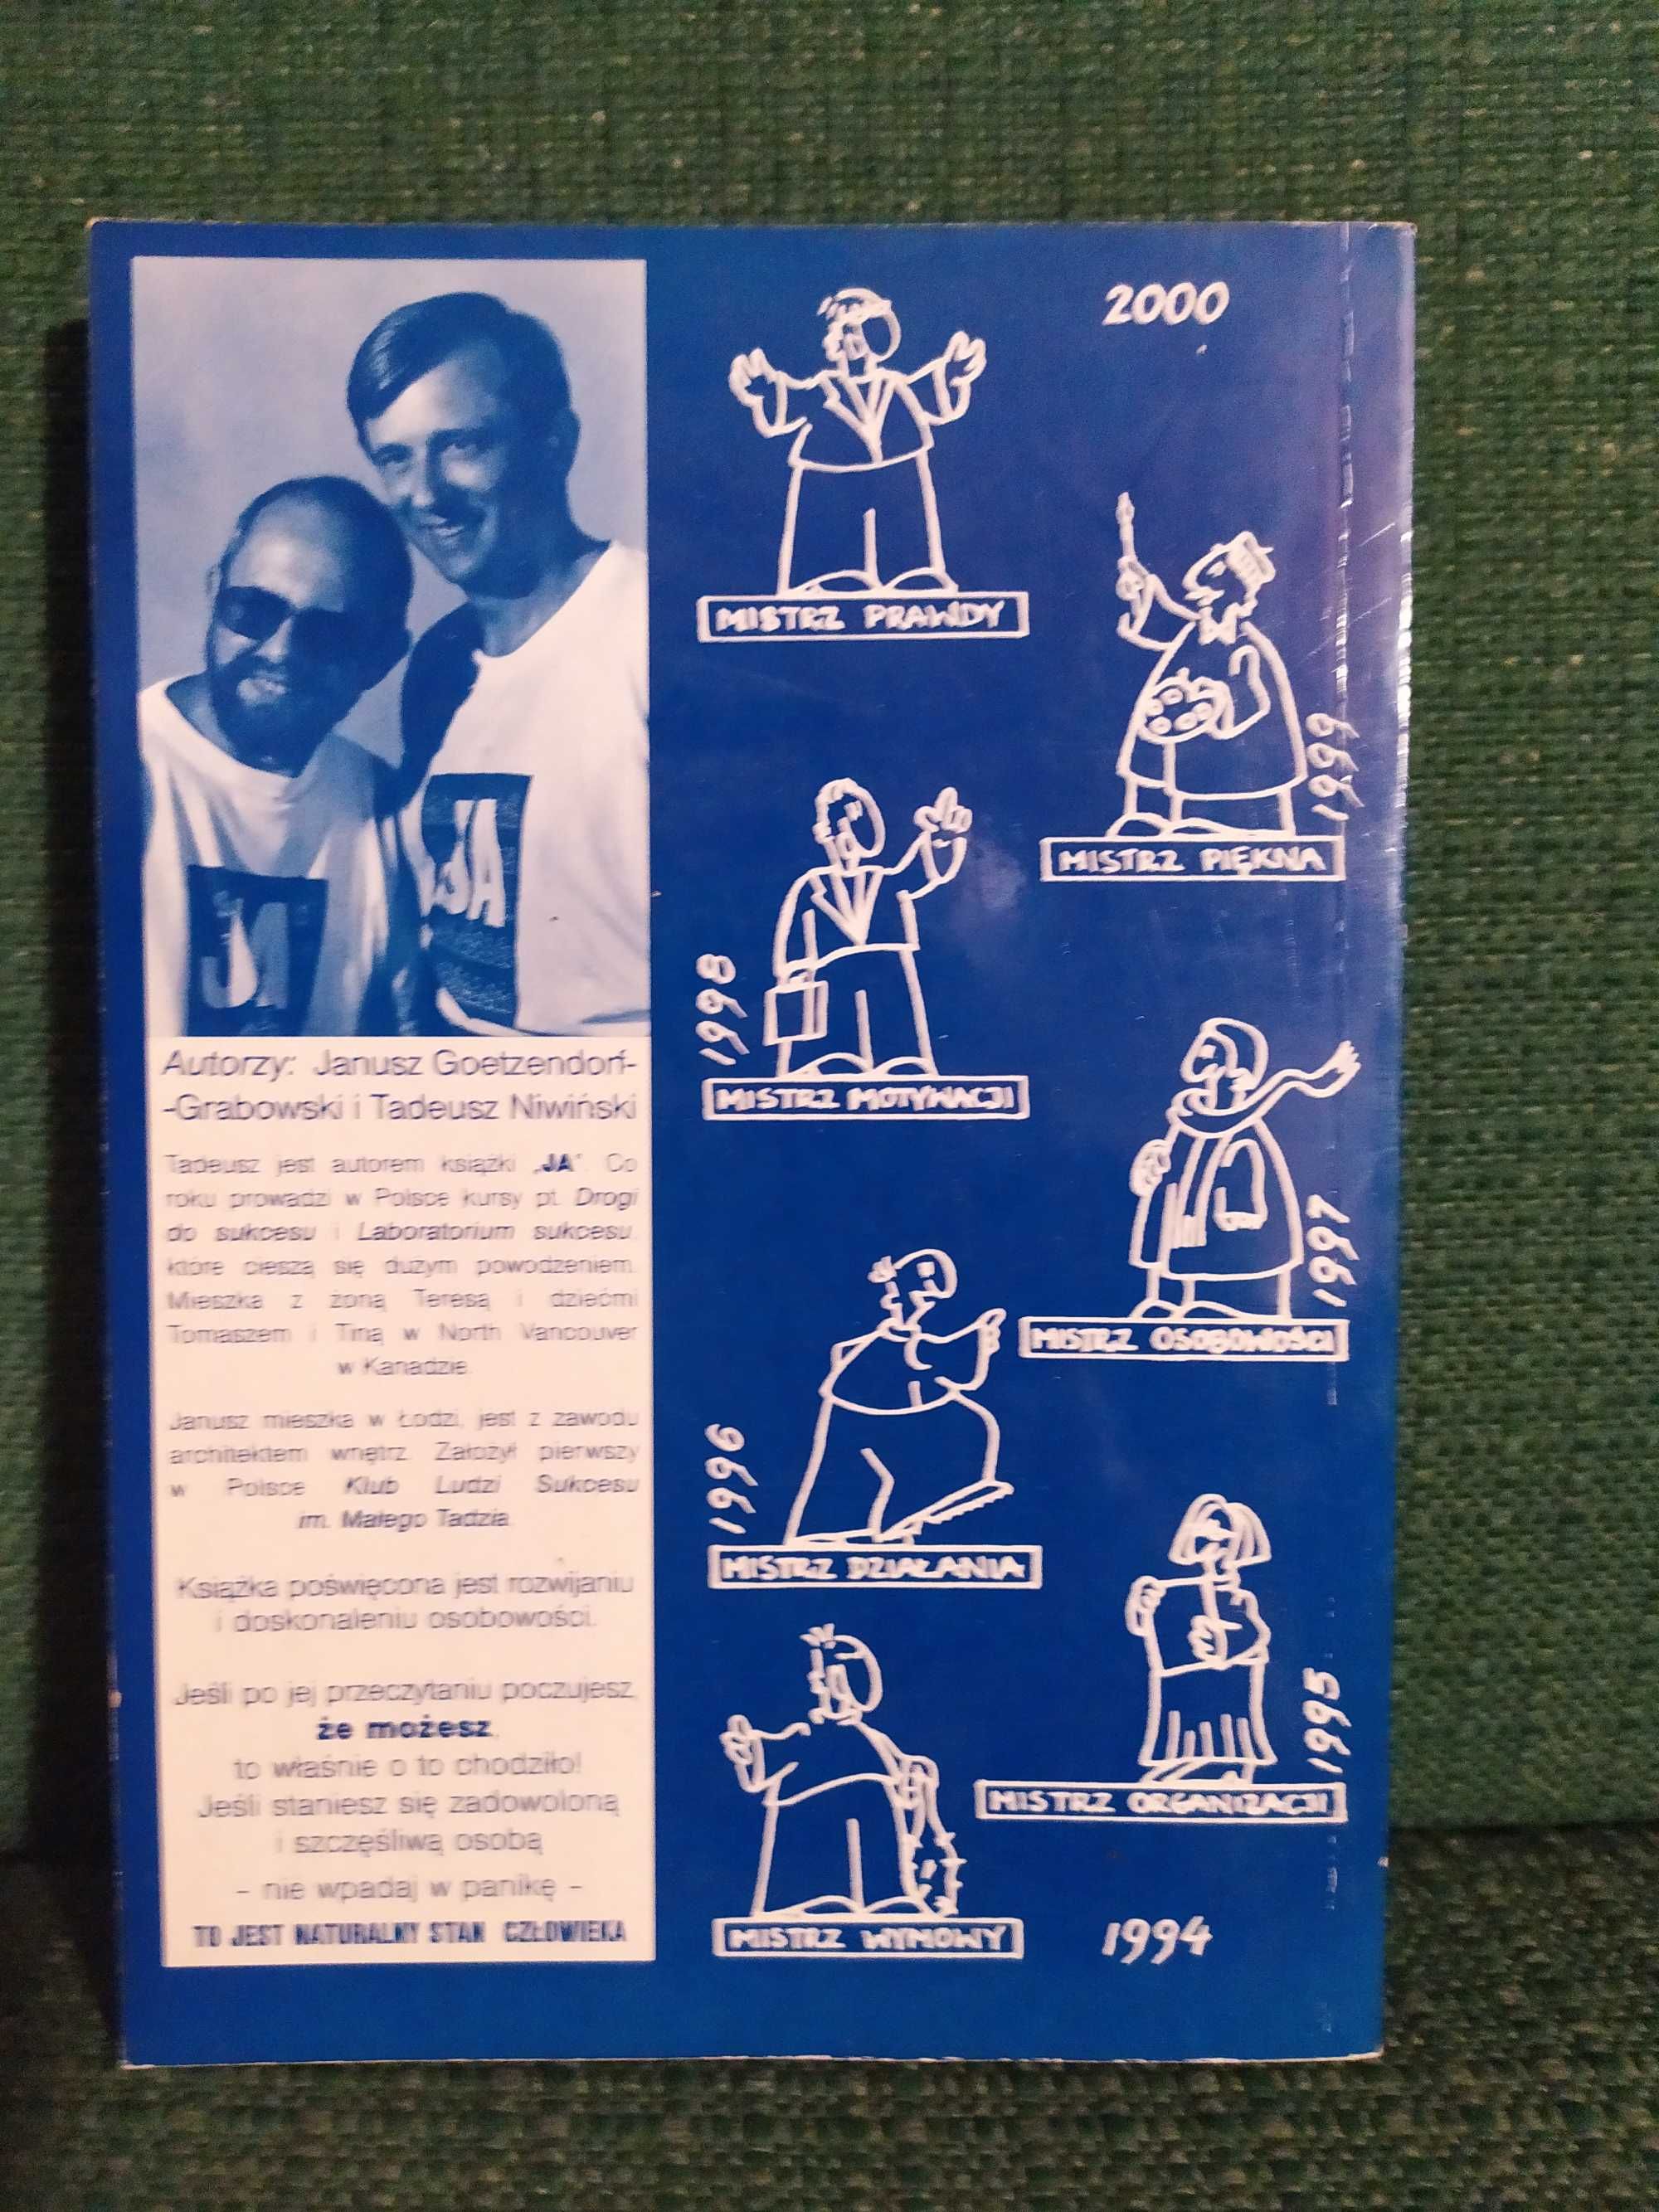 JA
JA
Autorzy: Janusz Goetzendorf-
-Grabowski i Tadeusz Niwiński
Tadeusz jest autorem książki „JA”. Co
roku prowadzi w Polsce kursy pt. Drogi
do sukcesu i Laboratorium sukcesu,
które cieszą się dużym powodzeniem.
Mieszka z żoną Teresą i dziećmi
Tomaszem i Tiną w North Vancouver
w Kanadzie.
Janusz mieszka w Łodzi, jest z zawodu
architektem wnętrz. Założył pierwszy
w Polsce Klub Ludzi Sukcesu
im. Małego Tadzia.
Książka poświęcona jest rozwijaniu
i doskonaleniu osobowości.
Jeśli po jej przeczytaniu poczujesz,
że możesz,
to właśnie o to chodziło!
Jeśli staniesz się zadowoloną
i szczęśliwą osobą
– nie wpadaj w panikę –
TO JEST NATURALNY STAN CZŁOWIEKA
2000
MISTRZ PRAWDY
1999
MISTRZ PIĘKNA
1998
MISTRZ MOTYWACJI
1997
MISTRZ OSOBOWOŚCI
1996
MISTRZ DZIAŁANIA
1995
MISTRZ ORGANIZACJI
MISTRZ WYMOWY
1994